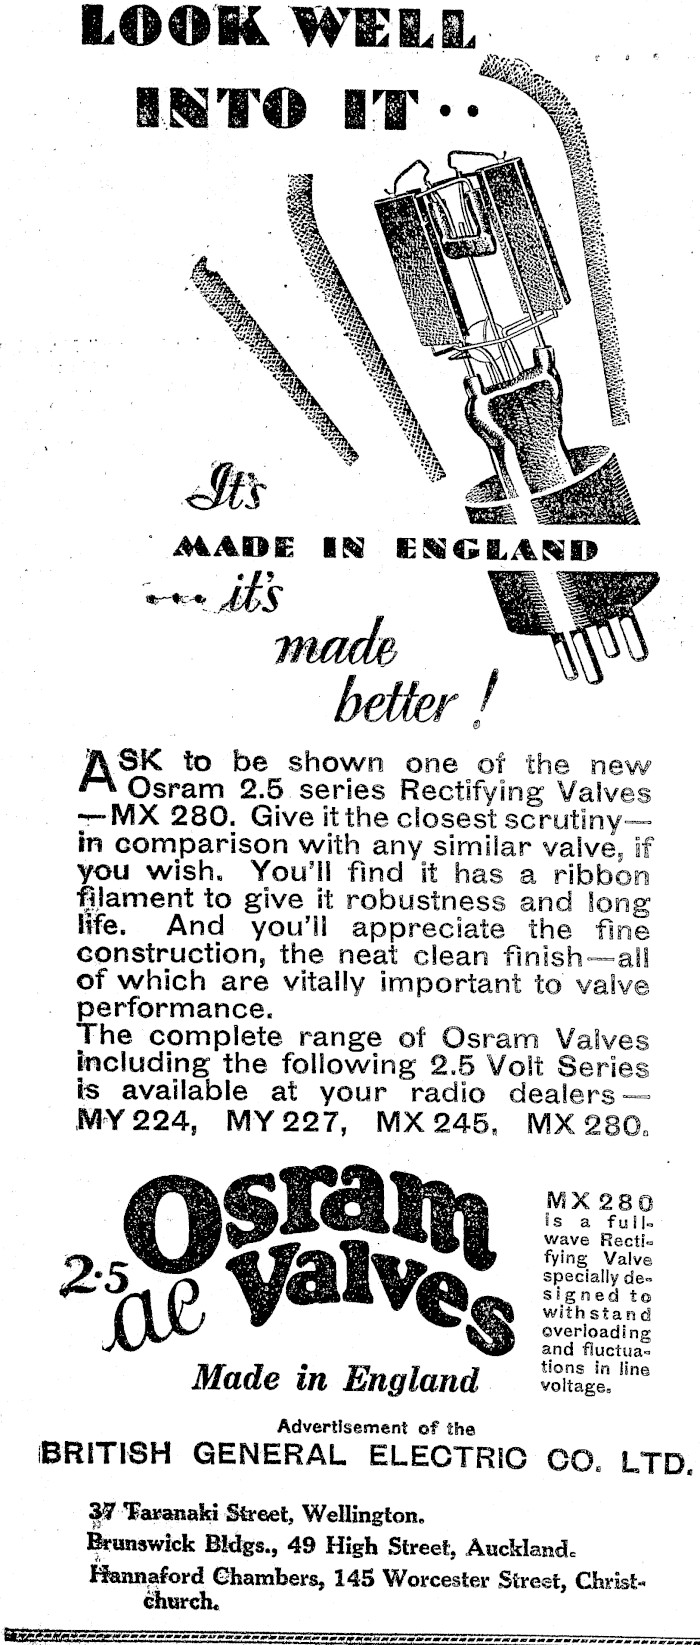 LOOK WELL
INTO IT ··
It's
MADE IN ENGLAND
... it's
made
better!
ASK to be shown one of the new
Osram 2.5 series Rectifying Valves
—MX 280. Give it the closest scrutiny—
in comparison with any similar valve, if
you wish. You'll find it has a ribbon
filament to give it robustness and long
life. And you'll appreciate the fine
construction, the neat clean finish—all
of which are vitally important to valve
performance.
The complete range of Osram Valves
including the following 2.5 Volt Series
is available at your radio dealers—
MY 224, MY 227, MX 245, MX 280.
Osram
2·5
ac
Valves
Made in England
MX 280
is a full-
wave Recti-
fying Valve
specially de-
signed to
withstand
overloading
and fluctua-
tions in line
voltage.
Advertisement of the
BRITISH GENERAL ELECTRIC CO. LTD.
37 Taranaki Street, Wellington.
Brunswick Bldgs., 49 High Street, Auckland.
Hannaford Chambers, 145 Worcester Street, Christ-
church.